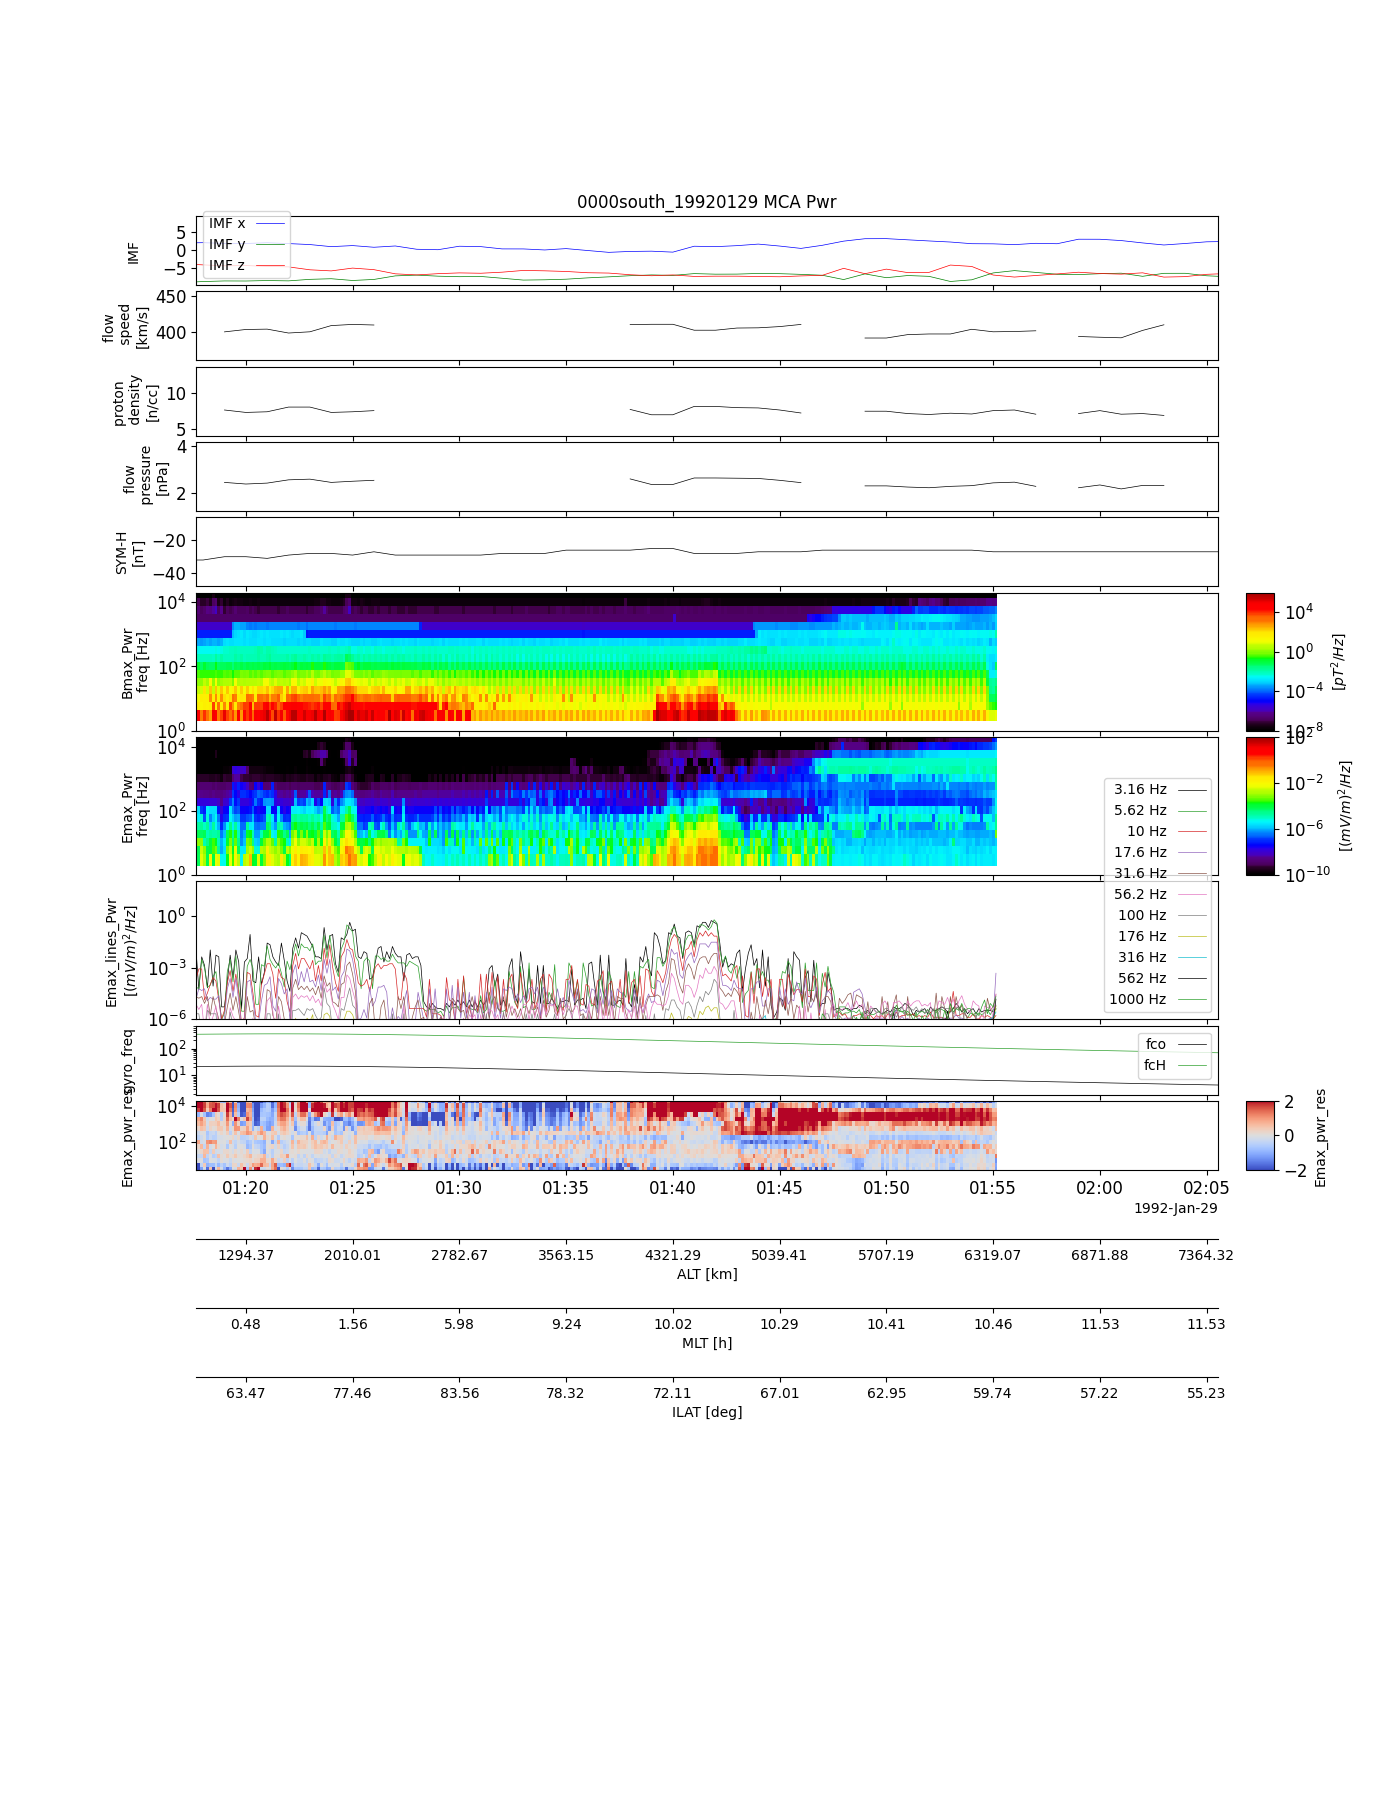 0000south_19920129 MCA Pwr
IMF
5
0
−5
IMF x
IMF y
IMF z
flow
speed
[km/s]
450
400
proton
density
[n/cc]
10
5
flow
pressure
[nPa]
4
2
SYM-H
[nT]
−20
−40
Bmax_Pwr
freq [Hz]
10^4
10^2
10^0
10^4
10^0
10^−4
10^−8
[pT^2/Hz]
Emax_Pwr
freq [Hz]
10^4
10^2
10^0
10^2
10^−2
10^−6
10^−10
[(mV/m)^2/Hz]
3.16 Hz
5.62 Hz
10 Hz
17.6 Hz
31.6 Hz
56.2 Hz
100 Hz
176 Hz
316 Hz
562 Hz
1000 Hz
Emax_lines_Pwr
[(mV/m)^2/Hz]
10^0
10^−3
10^−6
gyro_freq
10^2
10^1
fco
fcH
Emax_pwr_res
10^4
10^2
2
0
−2
Emax_pwr_res
01:20 01:25 01:30 01:35 01:40 01:45 01:50 01:55 02:00 02:05
1992-Jan-29
1294.37 2010.01 2782.67 3563.15 4321.29 5039.41 5707.19 6319.07 6871.88 7364.32
ALT [km]
0.48 1.56 5.98 9.24 10.02 10.29 10.41 10.46 11.53 11.53
MLT [h]
63.47 77.46 83.56 78.32 72.11 67.01 62.95 59.74 57.22 55.23
ILAT [deg]